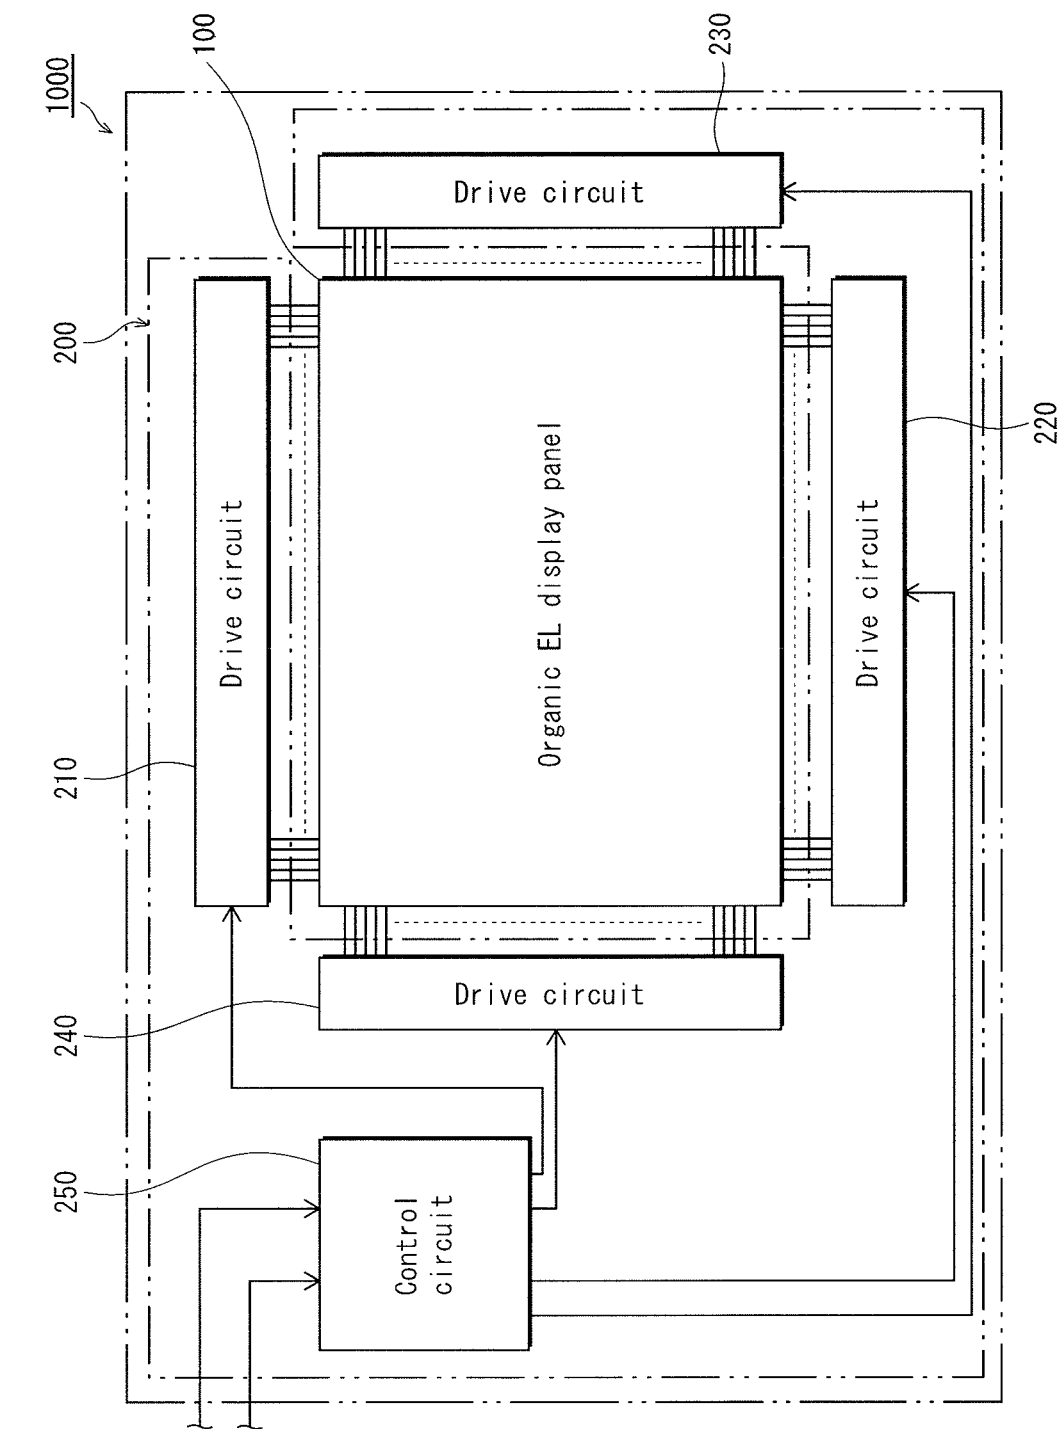 1000
100
230
200
Drive circuit
Drive circuit
Organic EL display panel
Drive circuit
220
210
Drive circuit
240
250
Control
circuit